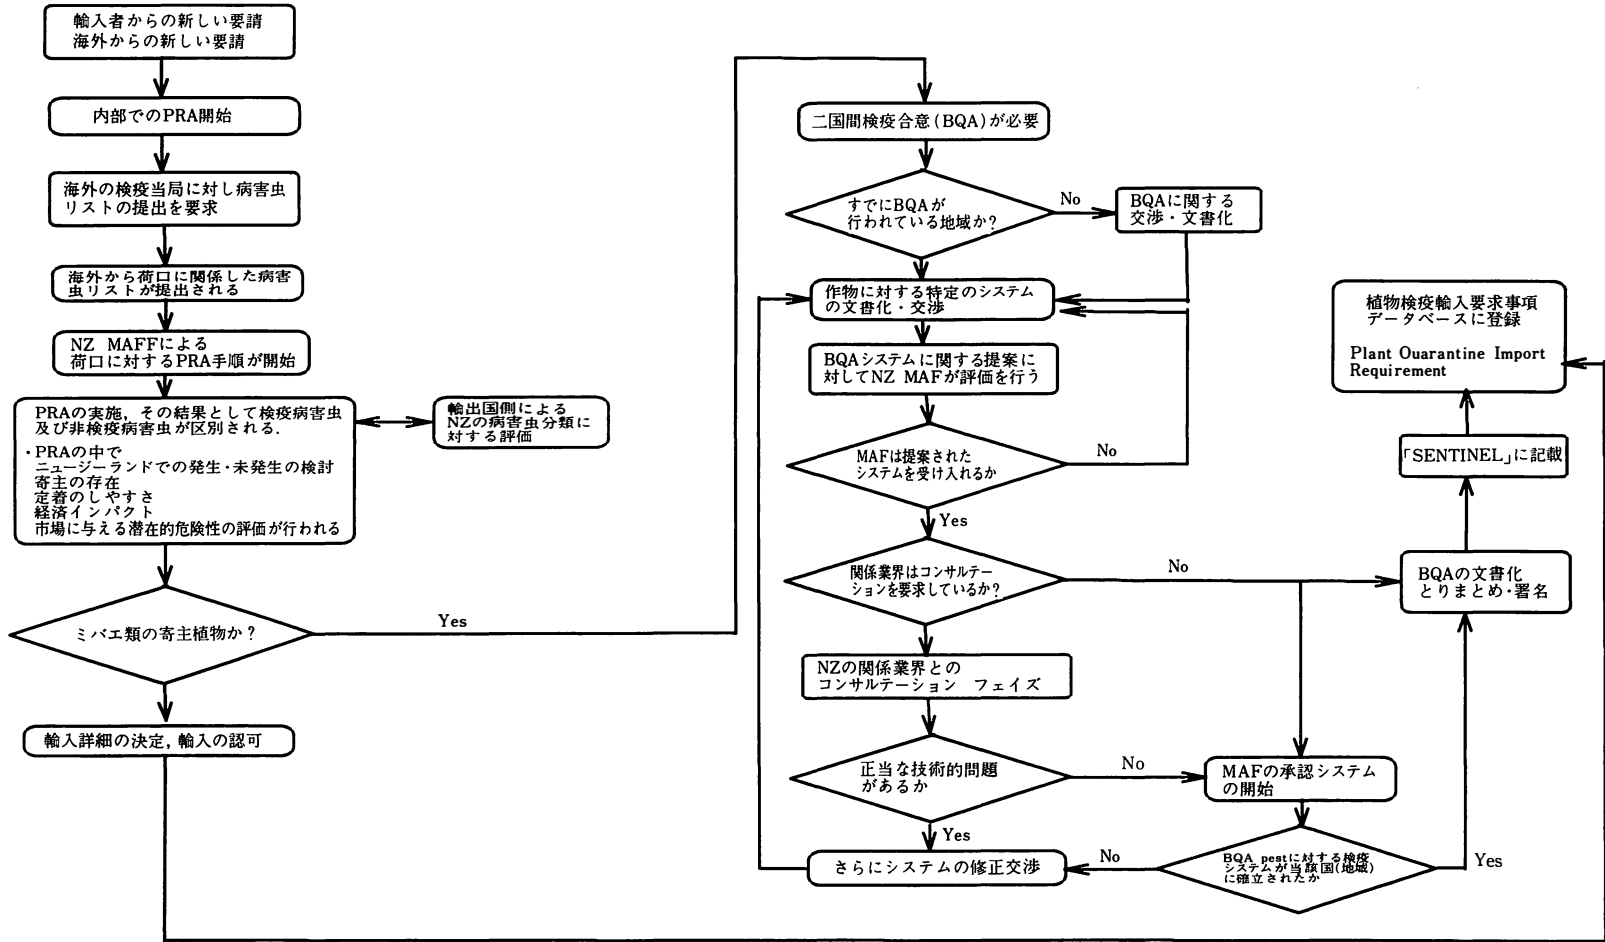 輸入者からの新しい要請
海外からの新しい要請
内部でのPRA開始
海外の検疫当局に対し病害虫
リストの提出を要求
海外から荷口に関係した病害
虫リストが提出される
NZ MAFFによる
荷口に対するPRA手順が開始
PRAの実施,その結果として検疫病害虫
及び非検疫病害虫が区別される.
・PRAの中で
ニュージーランドでの発生・未発生の検討
寄主の存在
定着のしやすさ
経済インパクト
市場に与える潜在的危険性の評価が行われる
輸出国側による
NZの病害虫分類に
対する評価
ミバエ類の寄主植物か?
Yes
輸入詳細の決定,輸入の認可
二国間検疫合意(BQA)が必要
すでにBQAが
行われている地域か?
No
BQAに関する
交渉・文書化
作物に対する特定のシステム
の文書化・交渉
BQAシステムに関する提案に
対してNZ MAFが評価を行う
MAFは提案された
システムを受け入れるか
No
Yes
関係業界はコンサルテー
ションを要求しているか?
No
NZの関係業界との
コンサルテーション フェイズ
正当な技術的問題
があるか
No
Yes
さらにシステムの修正交渉
MAFの承認システム
の開始
BQA pestに対する検疫
システムが当該国(地域)
に確立されたか
No
Yes
BQAの文書化
とりまとめ・署名
「SENTINEL」に記載
植物検疫輸入要求事項
データベースに登録
Plant Ouarantine Import
Requirement